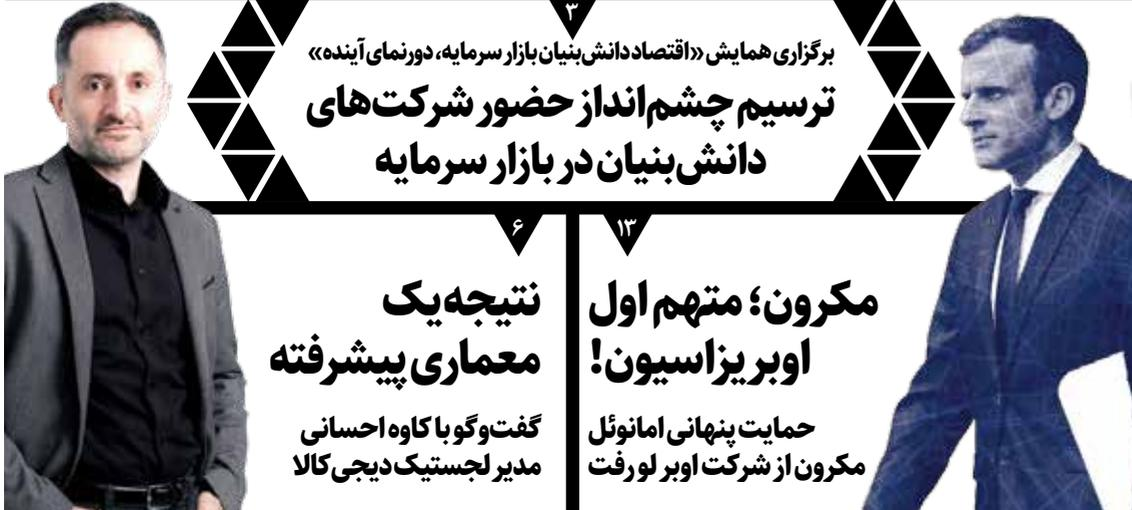 ۳
برگزاری همایش «اقتصاد دانش‌بنیان بازار سرمایه، دورنمای آینده»
ترسیم چشم‌انداز حضور شرکت‌های
دانش‌بنیان در بازار سرمایه
۱۳
مکرون؛ متهم اول
اوبریزاسیون!
حمایت پنهانی امانوئل
مکرون از شرکت اوبر لو رفت
۶
نتیجه یک
معماری پیشرفته
گفت‌وگو با کاوه احسانی
مدیر لجستیک دیجی‌کالا